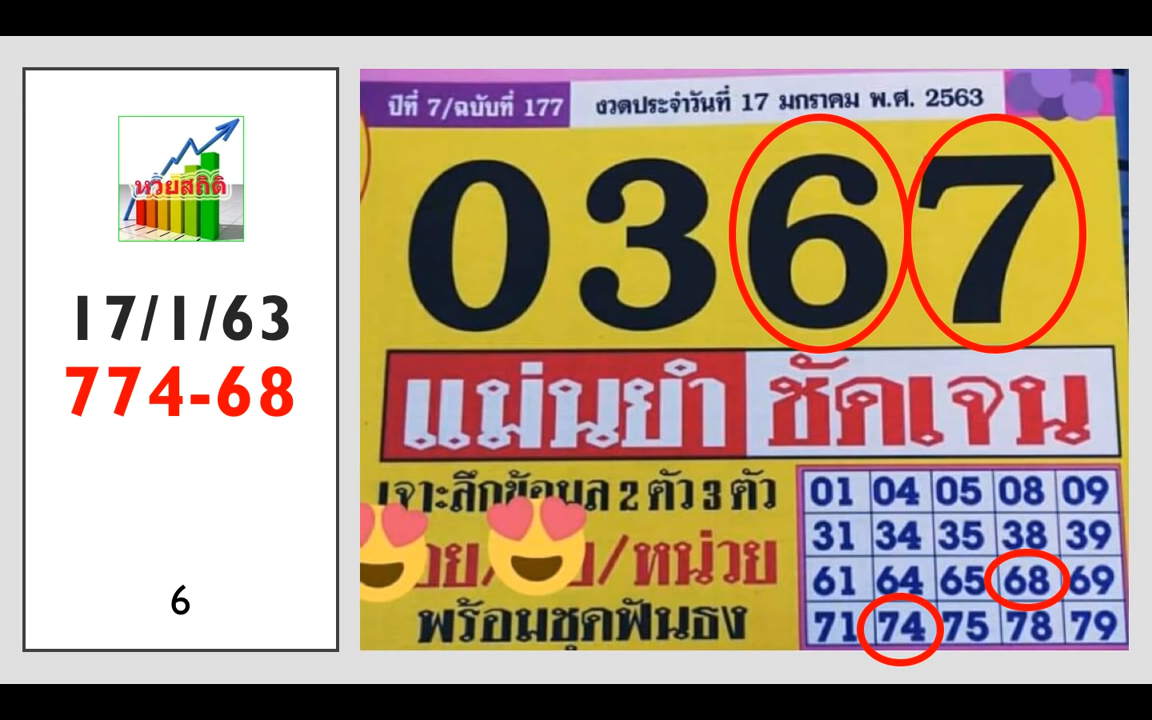 หวยสถิติ
17/1/63
774-68
6
ปีที่ 7/ฉบับที่ 177 งวดประจำวันที่ 17 มกราคม พ.ศ. 2563
0367
แม่นยำ ชัดเจน
เจาะลึกข้อมูล 2 ตัว 3 ตัว
/หน่วย
พร้อมชุดฟันธง
01 04 05 08 09
31 34 35 38 39
61 64 65 68 69
71 74 75 78 79